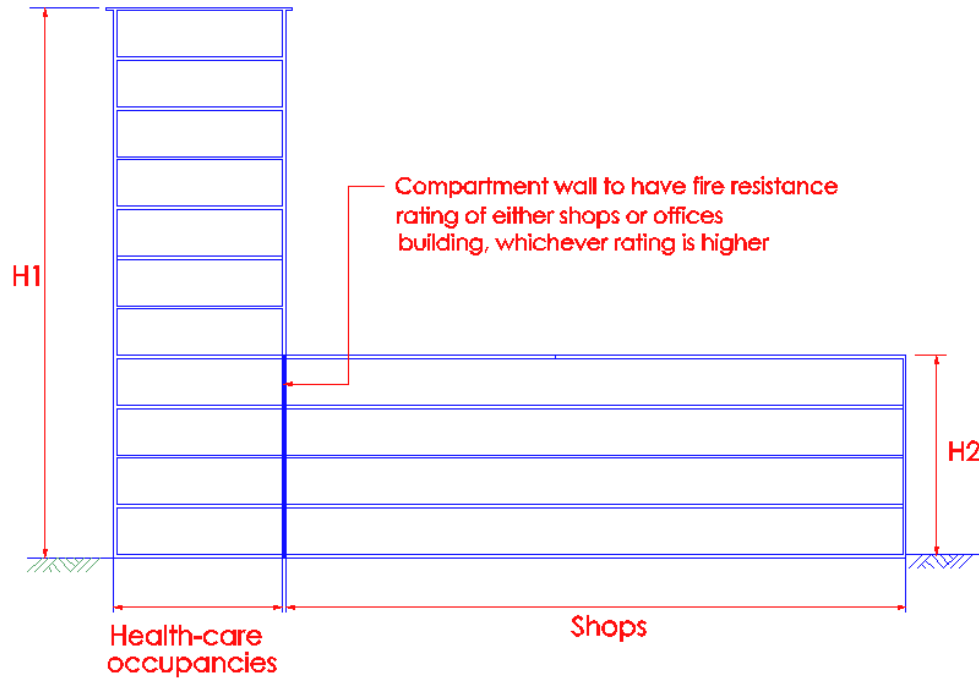 Compartment wall to have fire resistance
rating of either shops or offices
building, whichever rating is higher
H1
H2
Health-care
occupancies
Shops